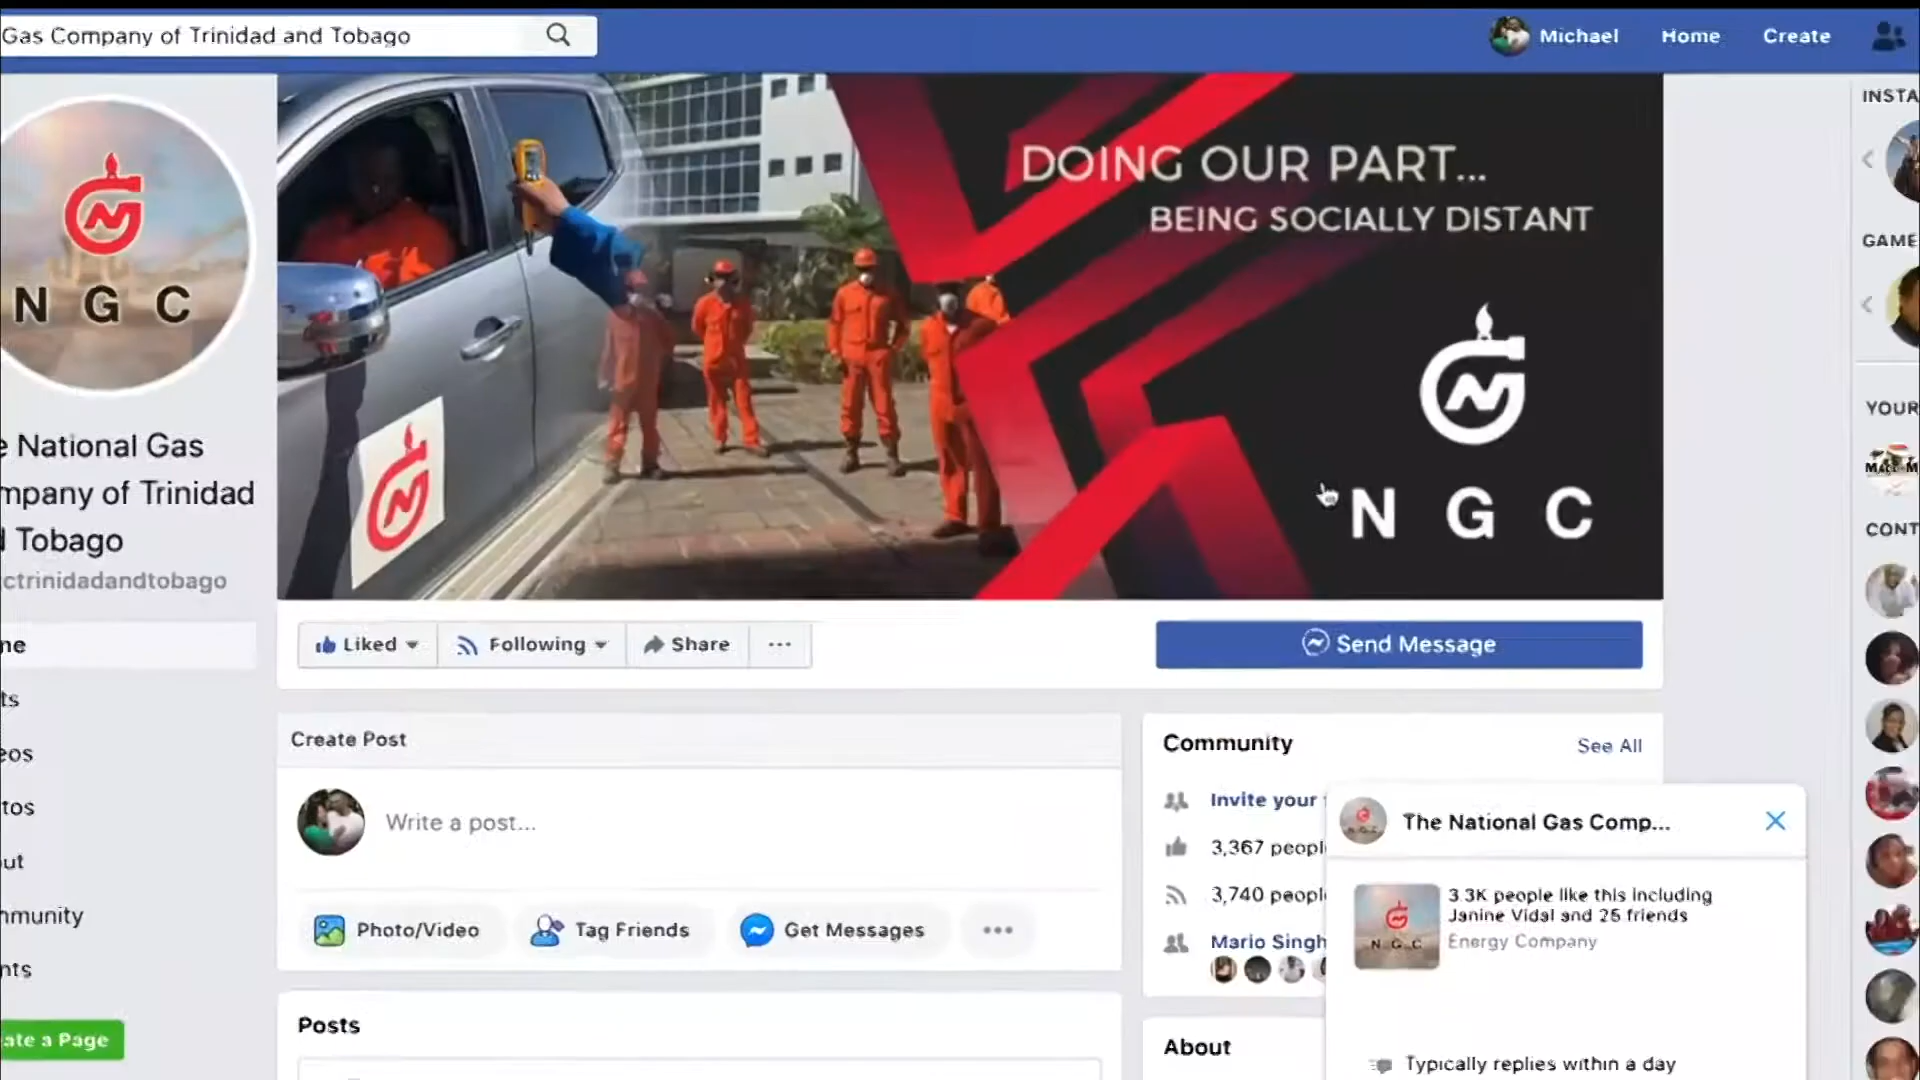 Gas Company of Trinidad and Tobago
Michael
Home
Create
N G C
National Gas
mpany of Trinidad
Tobago
ctrinidadandtobago
me
ts
eos
tos
out
mmunity
nts
ate a Page
DOING OUR PART...
BEING SOCIALLY DISTANT
N G C
Liked
Following
Share
Send Message
Create Post
Write a post...
Photo/Video
Tag Friends
Get Messages
Posts
Community
See All
Invite your
3,367 peopl
3,740 people
Mario Singh
About
The National Gas Comp...
N G C
3.3K people like this including
Janine Vidal and 25 friends
Energy Company
Typically replies within a day
INSTA
GAME
YOUR
CONT